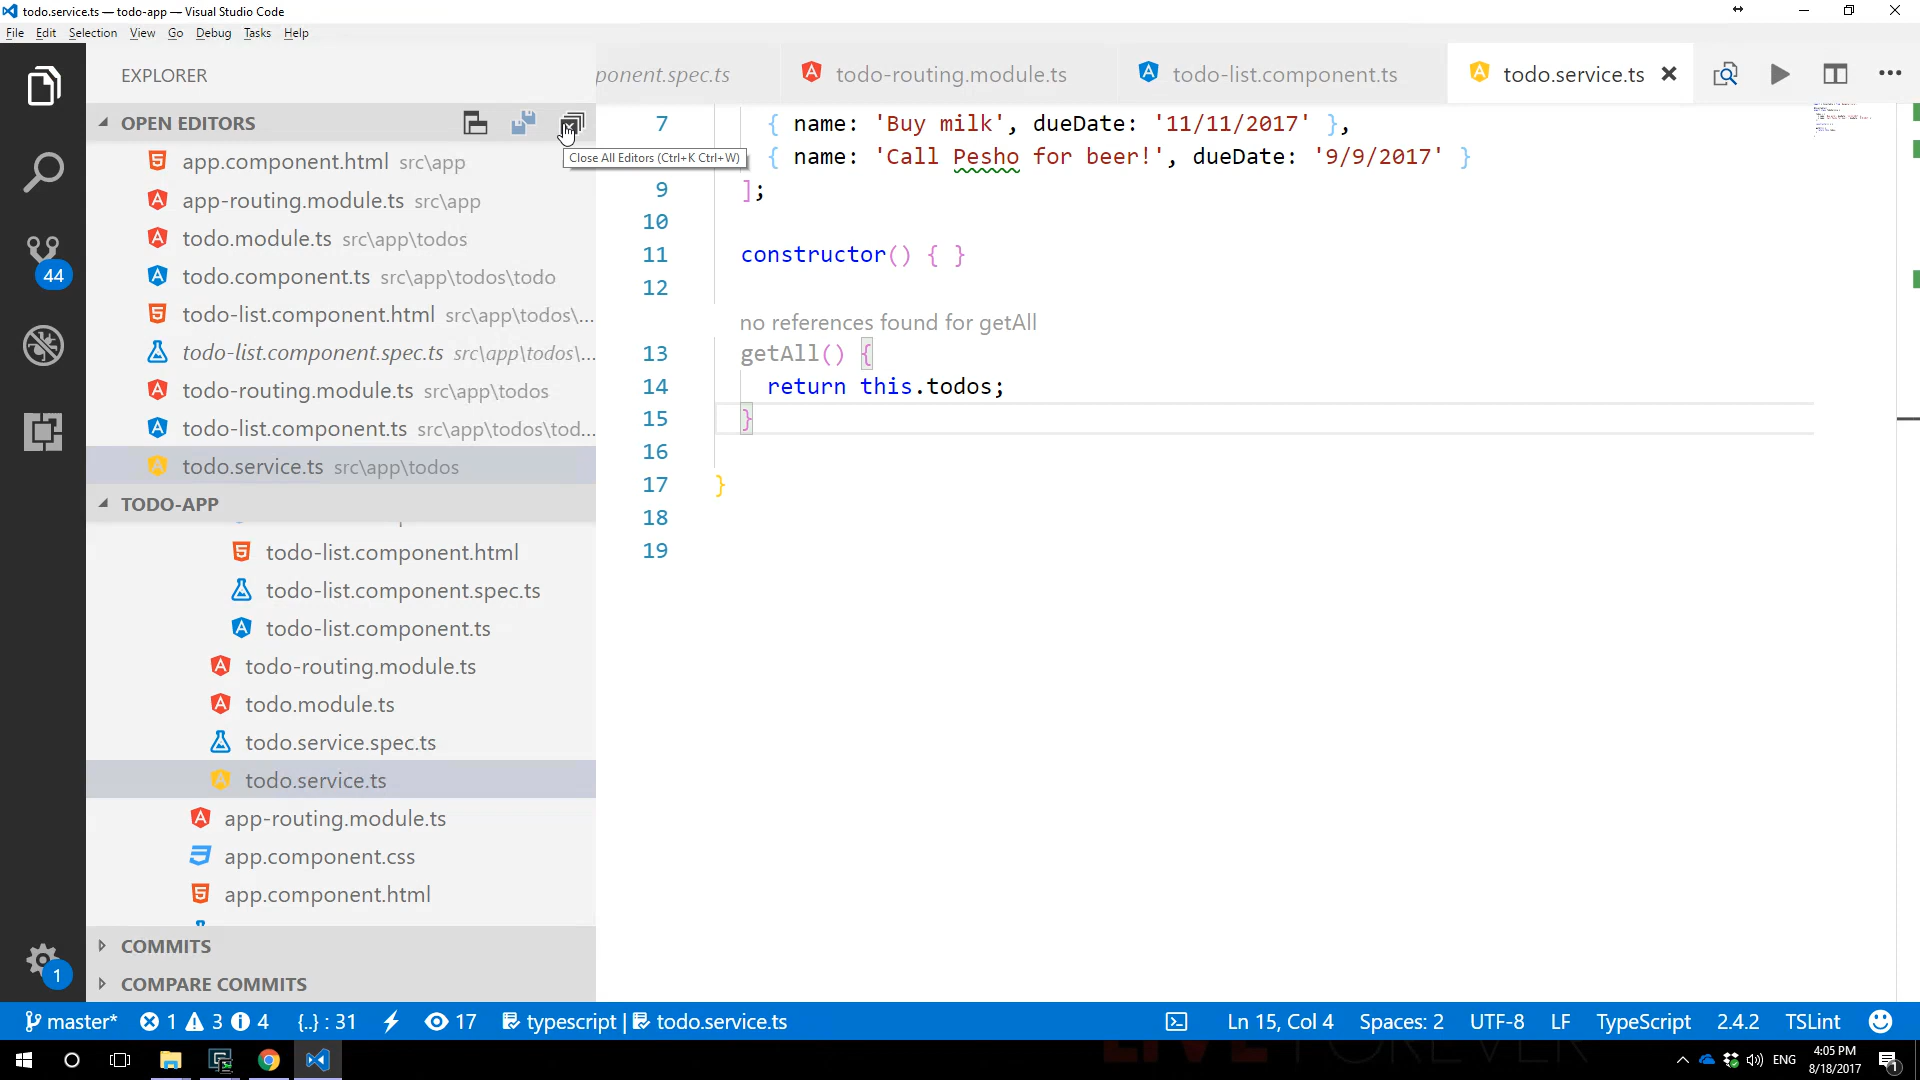 todo.service.ts — todo-app — Visual Studio Code
File Edit Selection View Go Debug Tasks Help
EXPLORER
ponent.spec.ts
todo-routing.module.ts
todo-list.component.ts
todo.service.ts
OPEN EDITORS
Close All Editors (Ctrl+K Ctrl+W)
app.component.html src\app
app-routing.module.ts src\app
todo.module.ts src\app\todos
todo.component.ts src\app\todos\todo
todo-list.component.html src\app\todos\...
todo-list.component.spec.ts src\app\todos\...
todo-routing.module.ts src\app\todos
todo-list.component.ts src\app\todos\tod...
todo.service.ts src\app\todos
44
TODO-APP
todo-list.component.html
todo-list.component.spec.ts
todo-list.component.ts
todo-routing.module.ts
todo.module.ts
todo.service.spec.ts
todo.service.ts
app-routing.module.ts
app.component.css
app.component.html
COMMITS
COMPARE COMMITS
1
7 { name: 'Buy milk', dueDate: '11/11/2017' },
{ name: 'Call Pesho for beer!', dueDate: '9/9/2017' }
9 ];
10
11 constructor() { }
12
no references found for getAll
13 getAll() {
14 return this.todos;
15 }
16
17 }
18
19
master* 1 3 4 {..} : 31 17 typescript | todo.service.ts Ln 15, Col 4 Spaces: 2 UTF-8 LF TypeScript 2.4.2 TSLint
ENG 4:05 PM
8/18/2017
1